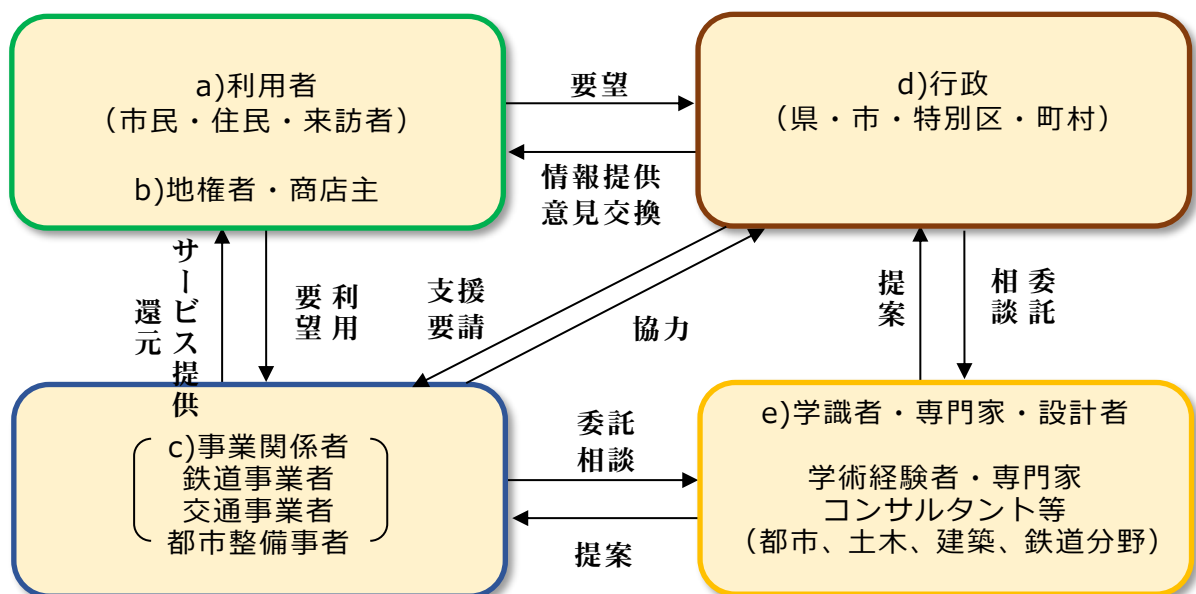 a)利用者
（市民・住民・来訪者）
b)地権者・商店主
要望
情報提供
意見交換
d)行政
（県・市・特別区・町村）
サービス提供
還元
利用
要望
支援
要請
協力
提案
委託
相談
c)事業関係者
鉄道事業者
交通事業者
都市整備事者
委託
相談
提案
e)学識者・専門家・設計者
学術経験者・専門家
コンサルタント等
（都市、土木、建築、鉄道分野）